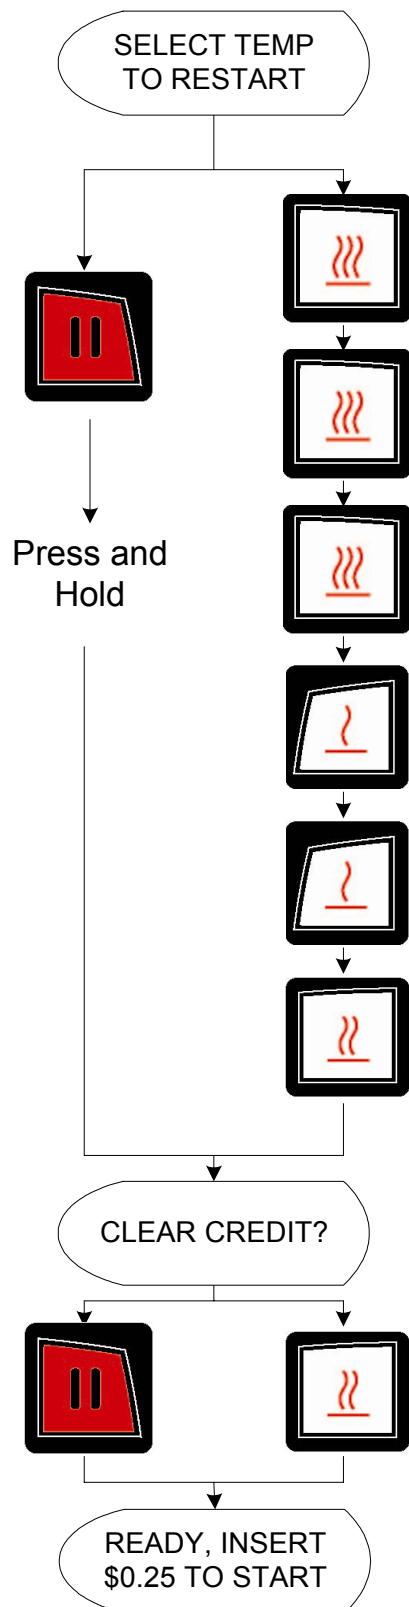 SELECT TEMP
TO RESTART
Press and
Hold
CLEAR CREDIT?
READY, INSERT
$0.25 TO START